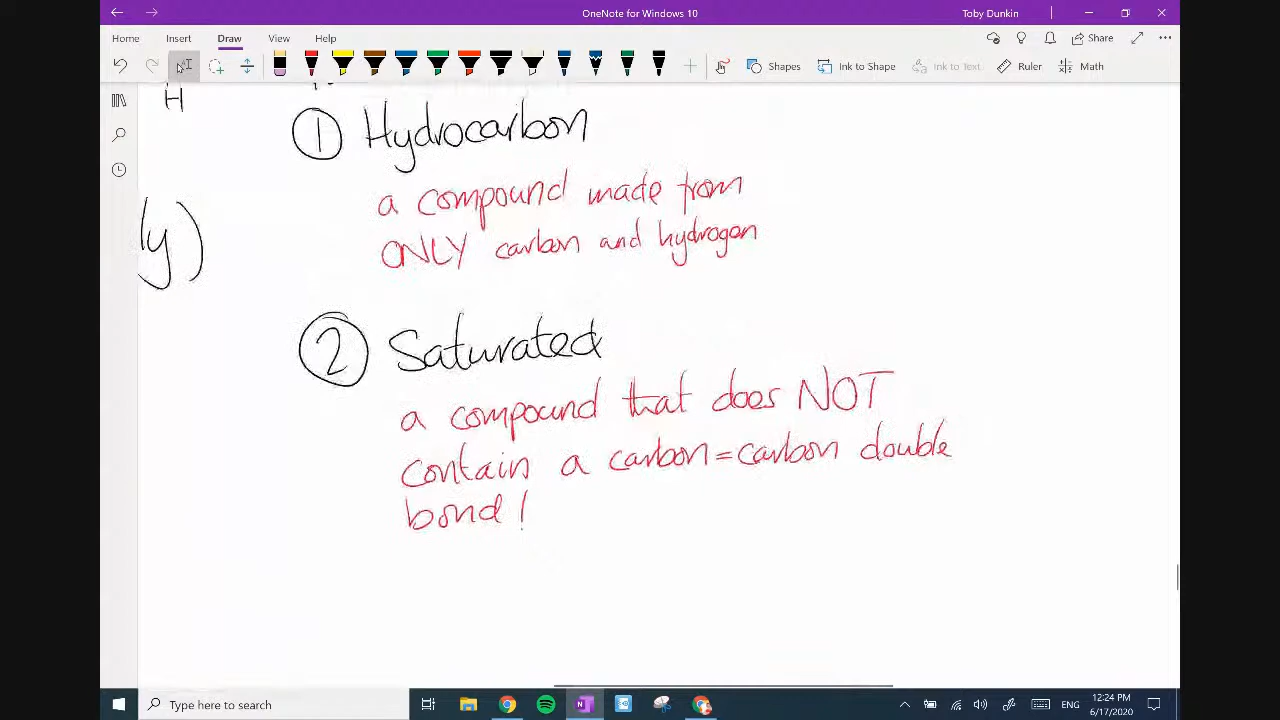 OneNote for Windows 10
Toby Dunkin
Home Insert Draw View Help
Share
Shapes Ink to Shape Ink to Text Ruler Math
H
① Hydrocarbon
a compound made from
ly)
ONLY carbon and hydrogen
② Saturated
a compound that does NOT
contain a carbon=carbon double
bond!
Type here to search
ENG
12:24 PM
6/17/2020